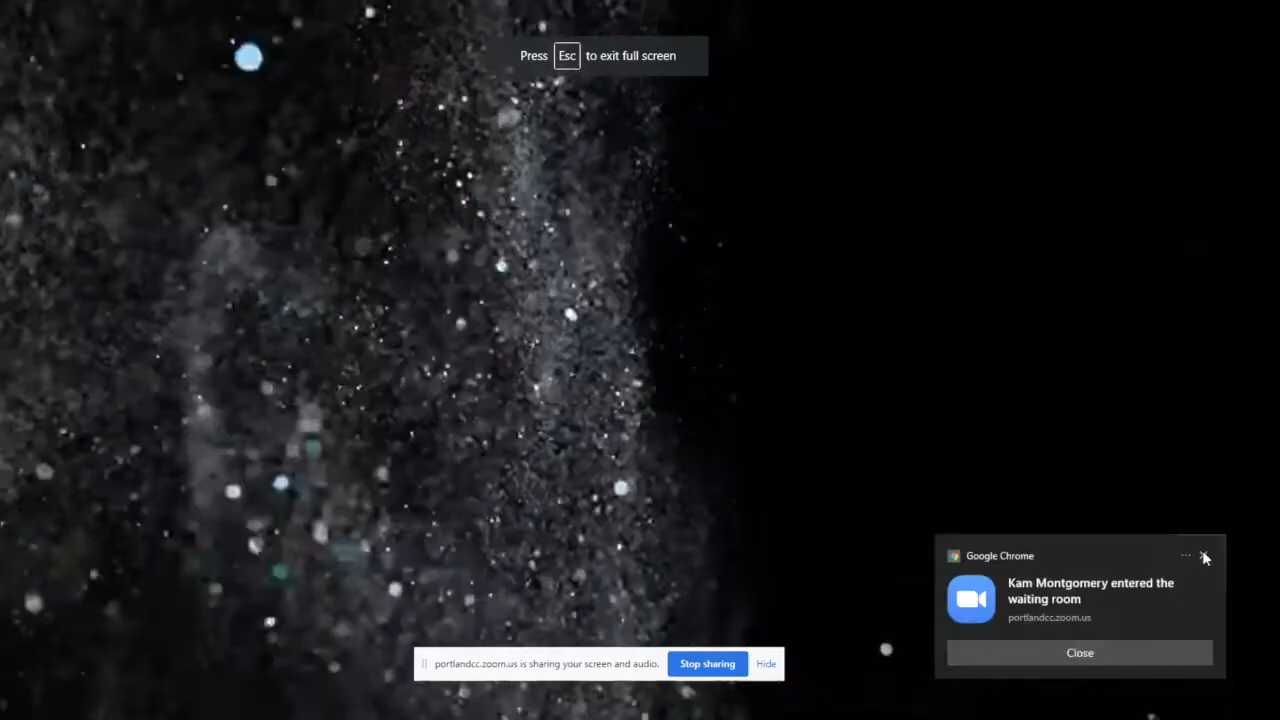 Press Esc to exit full screen
Google Chrome
Kam Montgomery entered the
waiting room
portlandcc.zoom.us
Close
portlandcc.zoom.us is sharing your screen and audio.
Stop sharing
Hide